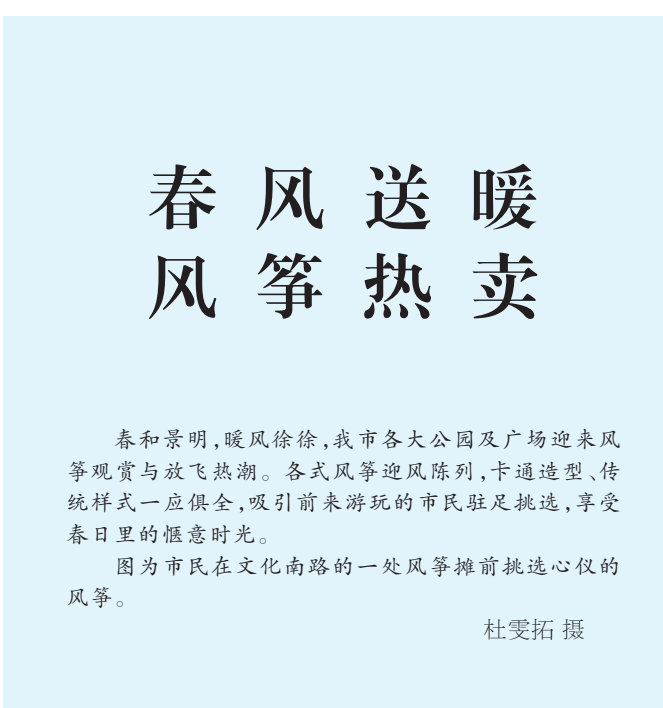 春风送暖
风筝热卖
春和景明,暖风徐徐,我市各大公园及广场迎来风
筝观赏与放飞热潮。各式风筝迎风陈列,卡通造型、传
统样式一应俱全,吸引前来游玩的市民驻足挑选,享受
春日里的惬意时光。
图为市民在文化南路的一处风筝摊前挑选心仪的
风筝。
杜雯拓 摄